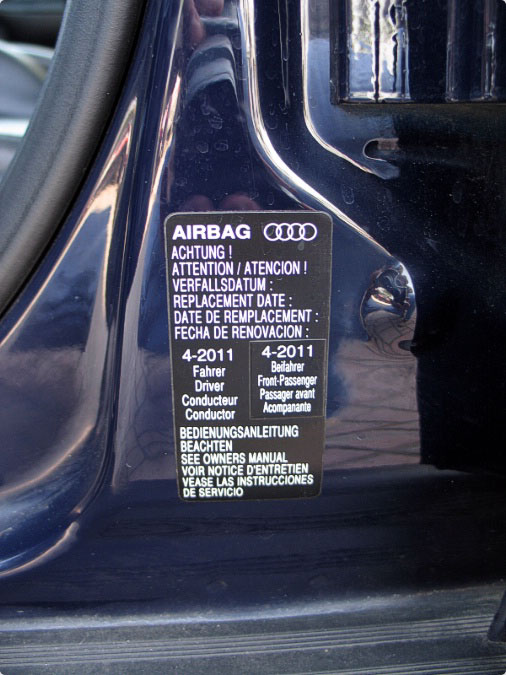 AIRBAG
ACHTUNG !
ATTENTION / ATENCION !
VERFALLSDATUM :
REPLACEMENT DATE :
DATE DE REMPLACEMENT :
FECHA DE RENOVACION :
4-2011
Fahrer
Driver
Conducteur
Conductor
4-2011
Beifahrer
Front-Passenger
Passager avant
Acompanante
BEDIENUNGSANLEITUNG
BEACHTEN
SEE OWNERS MANUAL
VOIR NOTICE D'ENTRETIEN
VEASE LAS INSTRUCCIONES
DE SERVICIO